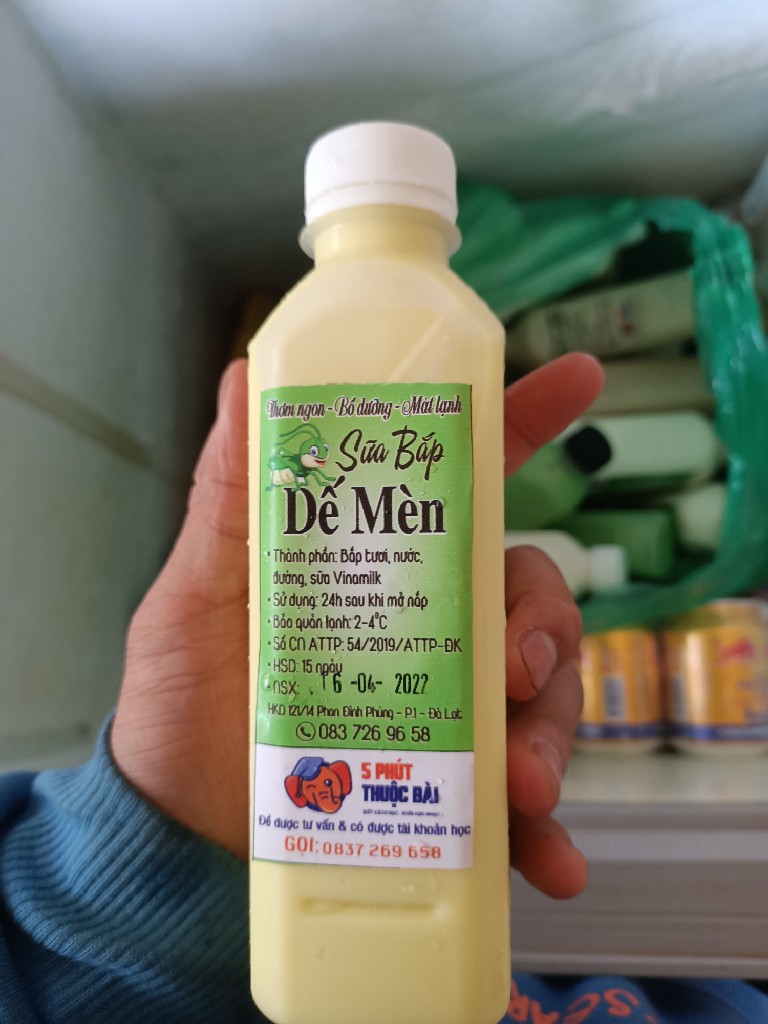 Thơm ngon - Bổ dưỡng - Mát lạnh
Sữa Bắp
Dế Mèn
• Thành phần: Bắp tươi, nước,
đường, sữa Vinamilk
• Sử dụng: 24h sau khi mở nắp
• Bảo quản lạnh: 2-4°C
• Số CN ATTP: 54/2019/ATTP-ĐK
• HSD: 15 ngày
• NSX: 16 -04- 2022
HKD 121/14 Phan Đình Phùng - P.1 - Đà Lạt
083 726 96 58
5 PHÚT
THUỘC BÀI
Để được tư vấn & có được tài khoản học
GỌI: 0837 269 658